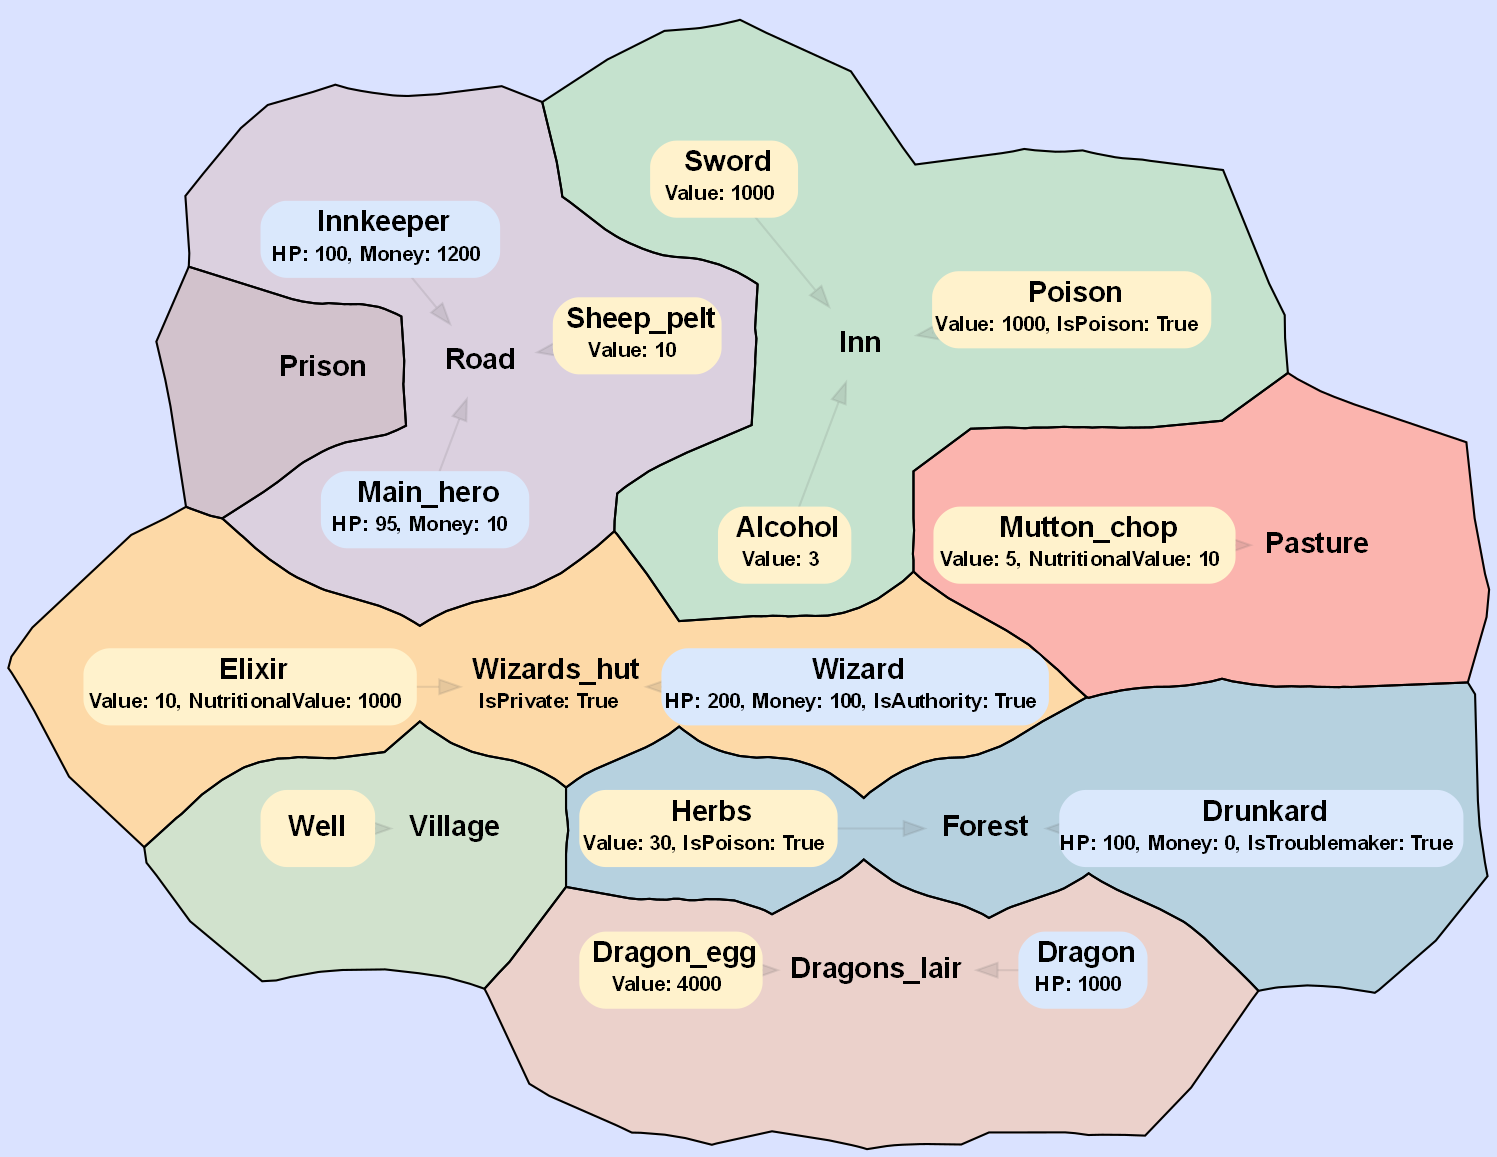 Sword
Value: 1000
Innkeeper
HP: 100, Money: 1200
Poison
Value: 1000, IsPoison: True
Sheep_pelt
Value: 10
Inn
Road
Prison
Main_hero
HP: 95, Money: 10
Alcohol
Value: 3
Mutton_chop
Value: 5, NutritionalValue: 10
Pasture
Elixir
Value: 10, NutritionalValue: 1000
Wizards_hut
IsPrivate: True
Wizard
HP: 200, Money: 100, IsAuthority: True
Well
Village
Herbs
Value: 30, IsPoison: True
Forest
Drunkard
HP: 100, Money: 0, IsTroublemaker: True
Dragon_egg
Value: 4000
Dragons_lair
Dragon
HP: 1000